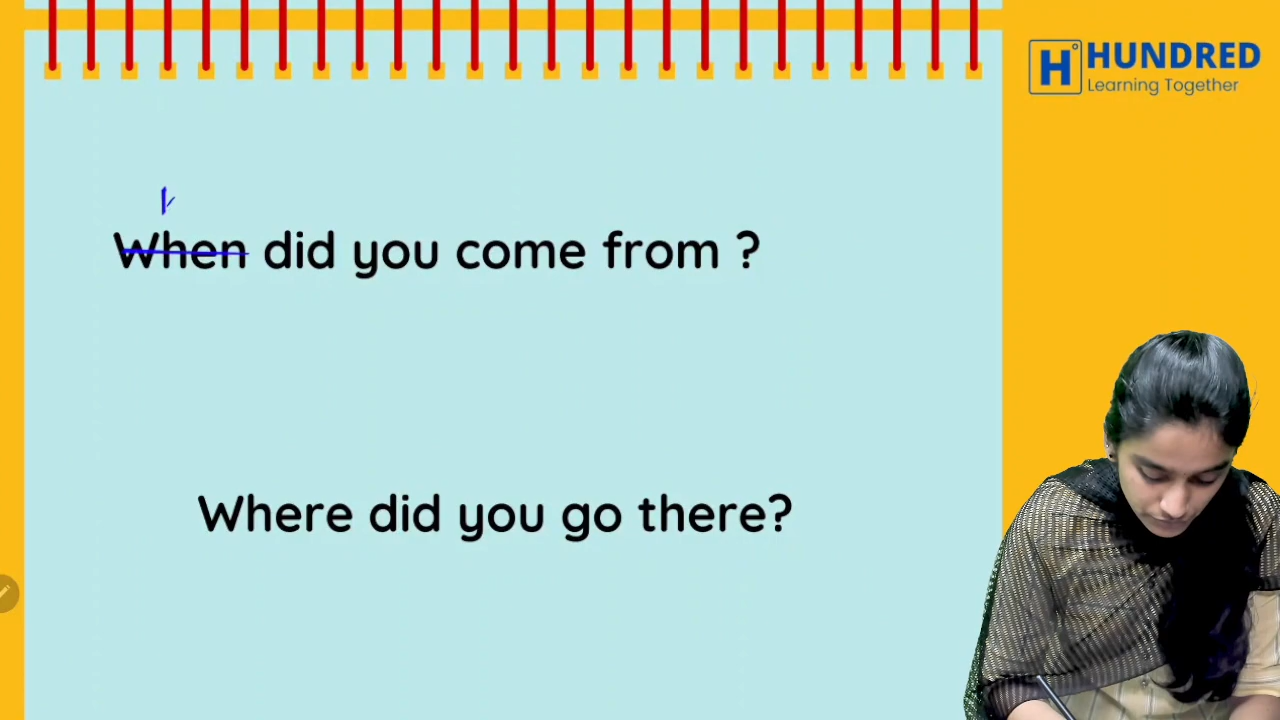 H
HUNDRED
Learning Together
When did you come from ?
Where did you go there?